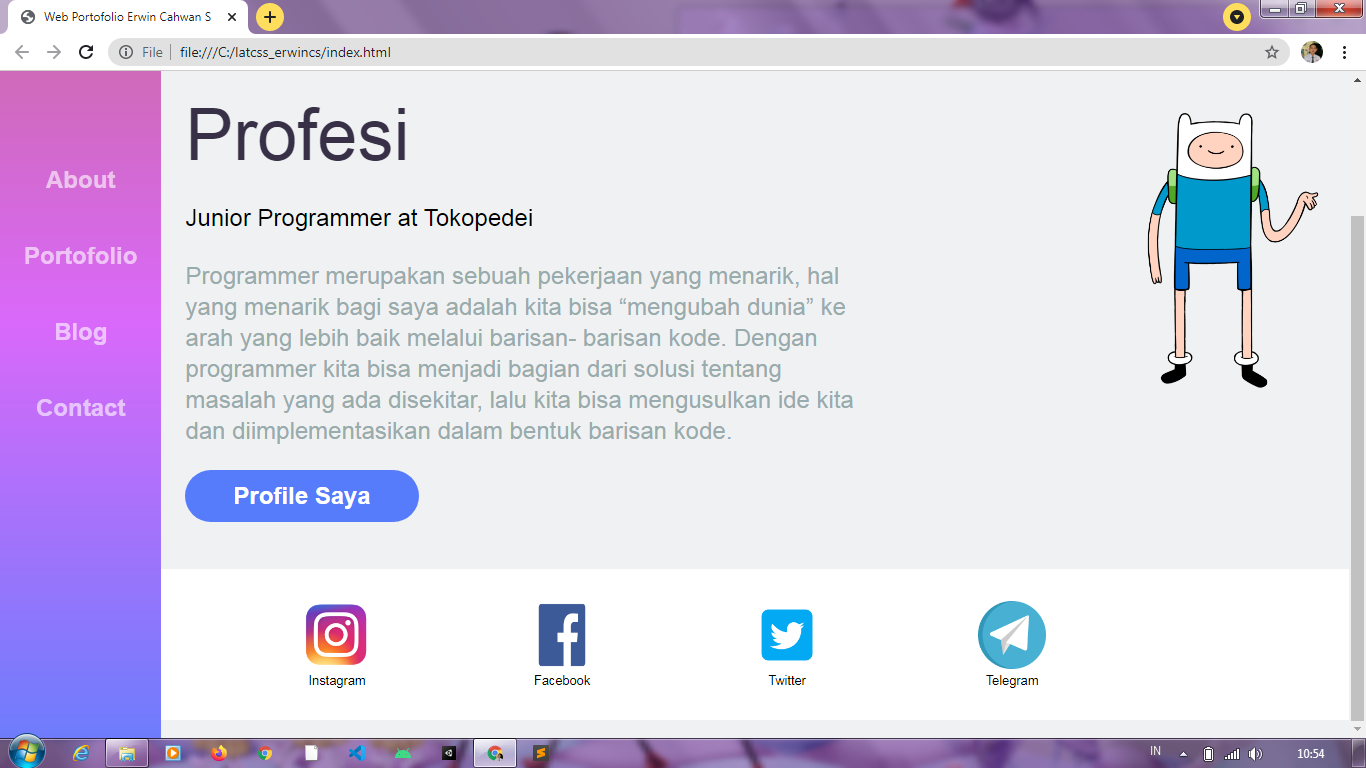 Web Portofolio Erwin Cahwan S
File
file:///C:/latcss_erwincs/index.html
About
Portofolio
Blog
Contact
Profesi
Junior Programmer at Tokopedei
Programmer merupakan sebuah pekerjaan yang menarik, hal
yang menarik bagi saya adalah kita bisa “mengubah dunia” ke
arah yang lebih baik melalui barisan- barisan kode. Dengan
programmer kita bisa menjadi bagian dari solusi tentang
masalah yang ada disekitar, lalu kita bisa mengusulkan ide kita
dan diimplementasikan dalam bentuk barisan kode.
Profile Saya
Instagram
Facebook
Twitter
Telegram
IN
10:54